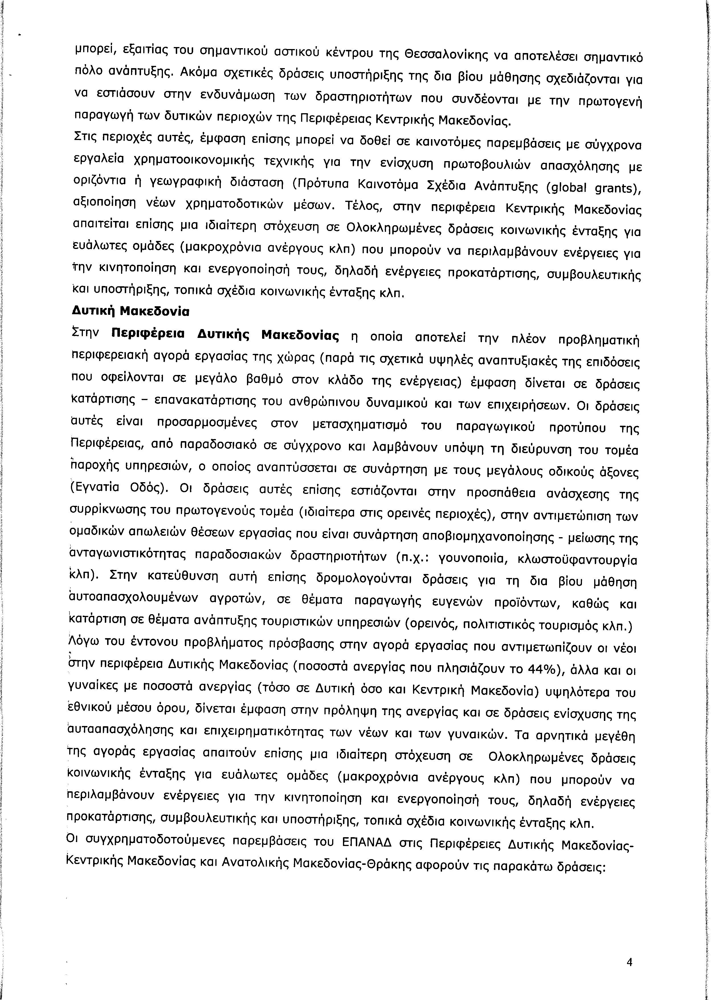 μπορεί, εξαιτίας του σημαντικού αστικού κέντρου της Θεσσαλονίκης να αποτελέσει σημαντικό
πόλο ανάπτυξης. Ακόμα σχετικές δράσεις υποστήριξης της δια βίου μάθησης σχεδιάζονται για
να εστιάσουν στην ενδυνάμωση των δραστηριοτήτων που συνδέονται με την πρωτογενή
παραγωγή των δυτικών περιοχών της Περιφέρειας Κεντρικής Μακεδονίας.
Στις περιοχές αυτές, έμφαση επίσης μπορεί να δοθεί σε καινοτόμες παρεμβάσεις με σύγχρονα
εργαλεία χρηματοοικονομικής τεχνικής για την ενίσχυση πρωτοβουλιών απασχόλησης με
οριζόντια ή γεωγραφική διάσταση (Πρότυπα Καινοτόμα Σχέδια Ανάπτυξης (global grants),
αξιοποίηση νέων χρηματοδοτικών μέσων. Τέλος, στην περιφέρεια Κεντρικής Μακεδονίας
απαιτείται επίσης μια ιδιαίτερη στόχευση σε Ολοκληρωμένες δράσεις κοινωνικής ένταξης για
ευάλωτες ομάδες (μακροχρόνια ανέργους κλπ) που μπορούν να περιλαμβάνουν ενέργειες για
την κινητοποίηση και ενεργοποίησή τους, δηλαδή ενέργειες προκατάρτισης, συμβουλευτικής
και υποστήριξης, τοπικά σχέδια κοινωνικής ένταξης κλπ.
Δυτική Μακεδονία
Στην Περιφέρεια Δυτικής Μακεδονίας η οποία αποτελεί την πλέον προβληματική
περιφερειακή αγορά εργασίας της χώρας (παρά τις σχετικά υψηλές αναπτυξιακές της επιδόσεις
που οφείλονται σε μεγάλο βαθμό στον κλάδο της ενέργειας) έμφαση δίνεται σε δράσεις
κατάρτισης – επανακατάρτισης του ανθρώπινου δυναμικού και των επιχειρήσεων. Οι δράσεις
αυτές είναι προσαρμοσμένες στον μετασχηματισμό του παραγωγικού προτύπου της
Περιφέρειας, από παραδοσιακό σε σύγχρονο και λαμβάνουν υπόψη τη διεύρυνση του τομέα
παροχής υπηρεσιών, ο οποίος αναπτύσσεται σε συνάρτηση με τους μεγάλους οδικούς άξονες
(Εγνατία Οδός). Οι δράσεις αυτές επίσης εστιάζονται στην προσπάθεια ανάσχεσης της
συρρίκνωσης του πρωτογενούς τομέα (ιδιαίτερα στις ορεινές περιοχές), στην αντιμετώπιση των
ομαδικών απωλειών θέσεων εργασίας που είναι συνάρτηση αποβιομηχανοποίησης - μείωσης της
ανταγωνιστικότητας παραδοσιακών δραστηριοτήτων (π.χ.: γουνοποιία, κλωστοϋφαντουργία
κλπ). Στην κατεύθυνση αυτή επίσης δρομολογούνται δράσεις για τη δια βίου μάθηση
αυτοαπασχολουμένων αγροτών, σε θέματα παραγωγής ευγενών προϊόντων, καθώς και
κατάρτιση σε θέματα ανάπτυξης τουριστικών υπηρεσιών (ορεινός, πολιτιστικός τουρισμός κλπ.)
Λόγω του έντονου προβλήματος πρόσβασης στην αγορά εργασίας που αντιμετωπίζουν οι νέοι
στην περιφέρεια Δυτικής Μακεδονίας (ποσοστά ανεργίας που πλησιάζουν το 44%), άλλα και οι
γυναίκες με ποσοστά ανεργίας (τόσο σε Δυτική όσο και Κεντρική Μακεδονία) υψηλότερα του
εθνικού μέσου όρου, δίνεται έμφαση στην πρόληψη της ανεργίας και σε δράσεις ενίσχυσης της
αυτααπασχόλησης και επιχειρηματικότητας των νέων και των γυναικών. Τα αρνητικά μεγέθη
της αγοράς εργασίας απαιτούν επίσης μια ιδιαίτερη στόχευση σε Ολοκληρωμένες δράσεις
κοινωνικής ένταξης για ευάλωτες ομάδες (μακροχρόνια ανέργους κλπ) που μπορούν να
περιλαμβάνουν ενέργειες για την κινητοποίηση και ενεργοποίησή τους, δηλαδή ενέργειες
προκατάρτισης, συμβουλευτικής και υποστήριξης, τοπικά σχέδια κοινωνικής ένταξης κλπ.
Οι συγχρηματοδοτούμενες παρεμβάσεις του ΕΠΑΝΑΔ στις Περιφέρειες Δυτικής Μακεδονίας-
Κεντρικής Μακεδονίας και Ανατολικής Μακεδονίας-Θράκης αφορούν τις παρακάτω δράσεις:
4